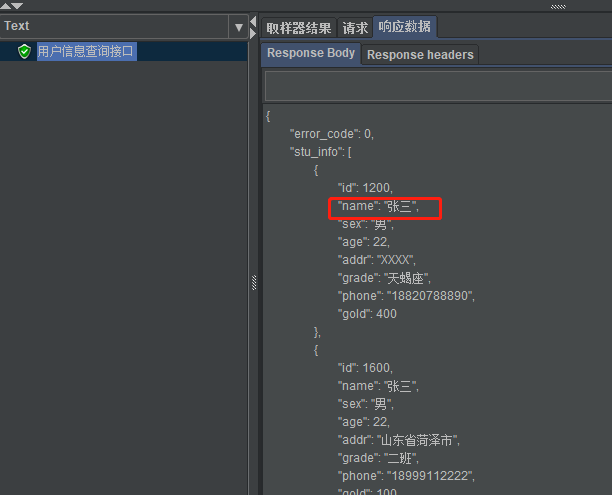 Text
用户信息查询接口
取样器结果 请求 响应数据
Response Body Response headers
{
"error_code": 0,
"stu_info": [
{
"id": 1200,
"name": "张三",
"sex": "男",
"age": 22,
"addr": "XXXX",
"grade": "天蝎座",
"phone": "18820788890",
"gold": 400
},
{
"id": 1600,
"name": "张三",
"sex": "男",
"age": 22,
"addr": "山东省菏泽市",
"grade": "二班",
"phone": "18999112222",
"gold": 100